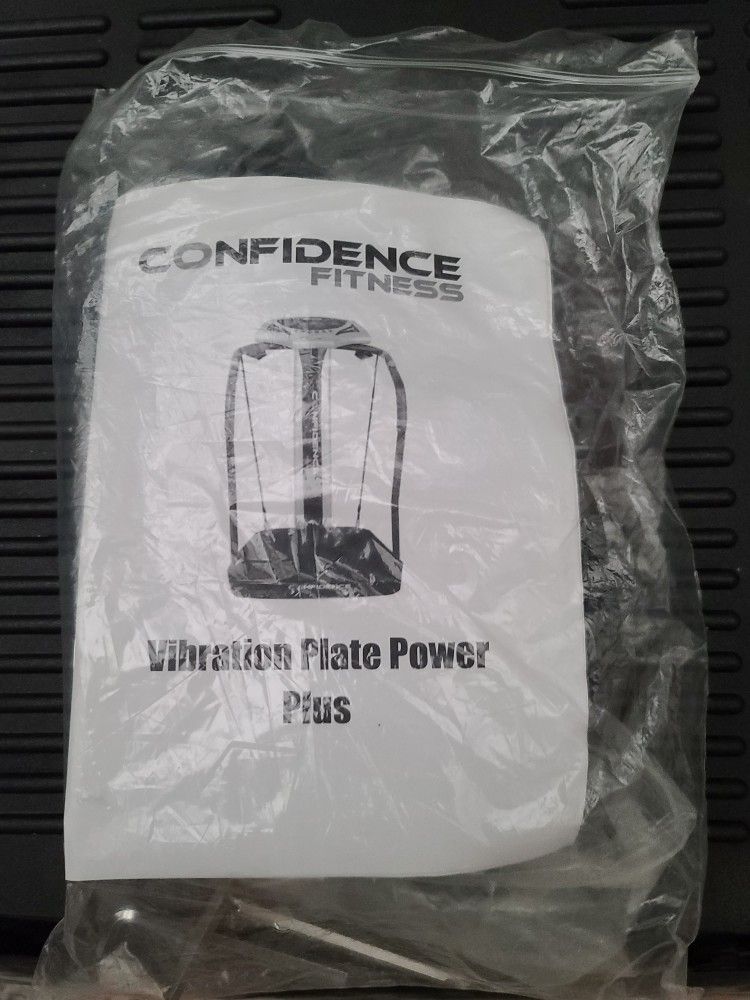 CONFIDENCE
FITNESS
Vibration Plate Power
Plus